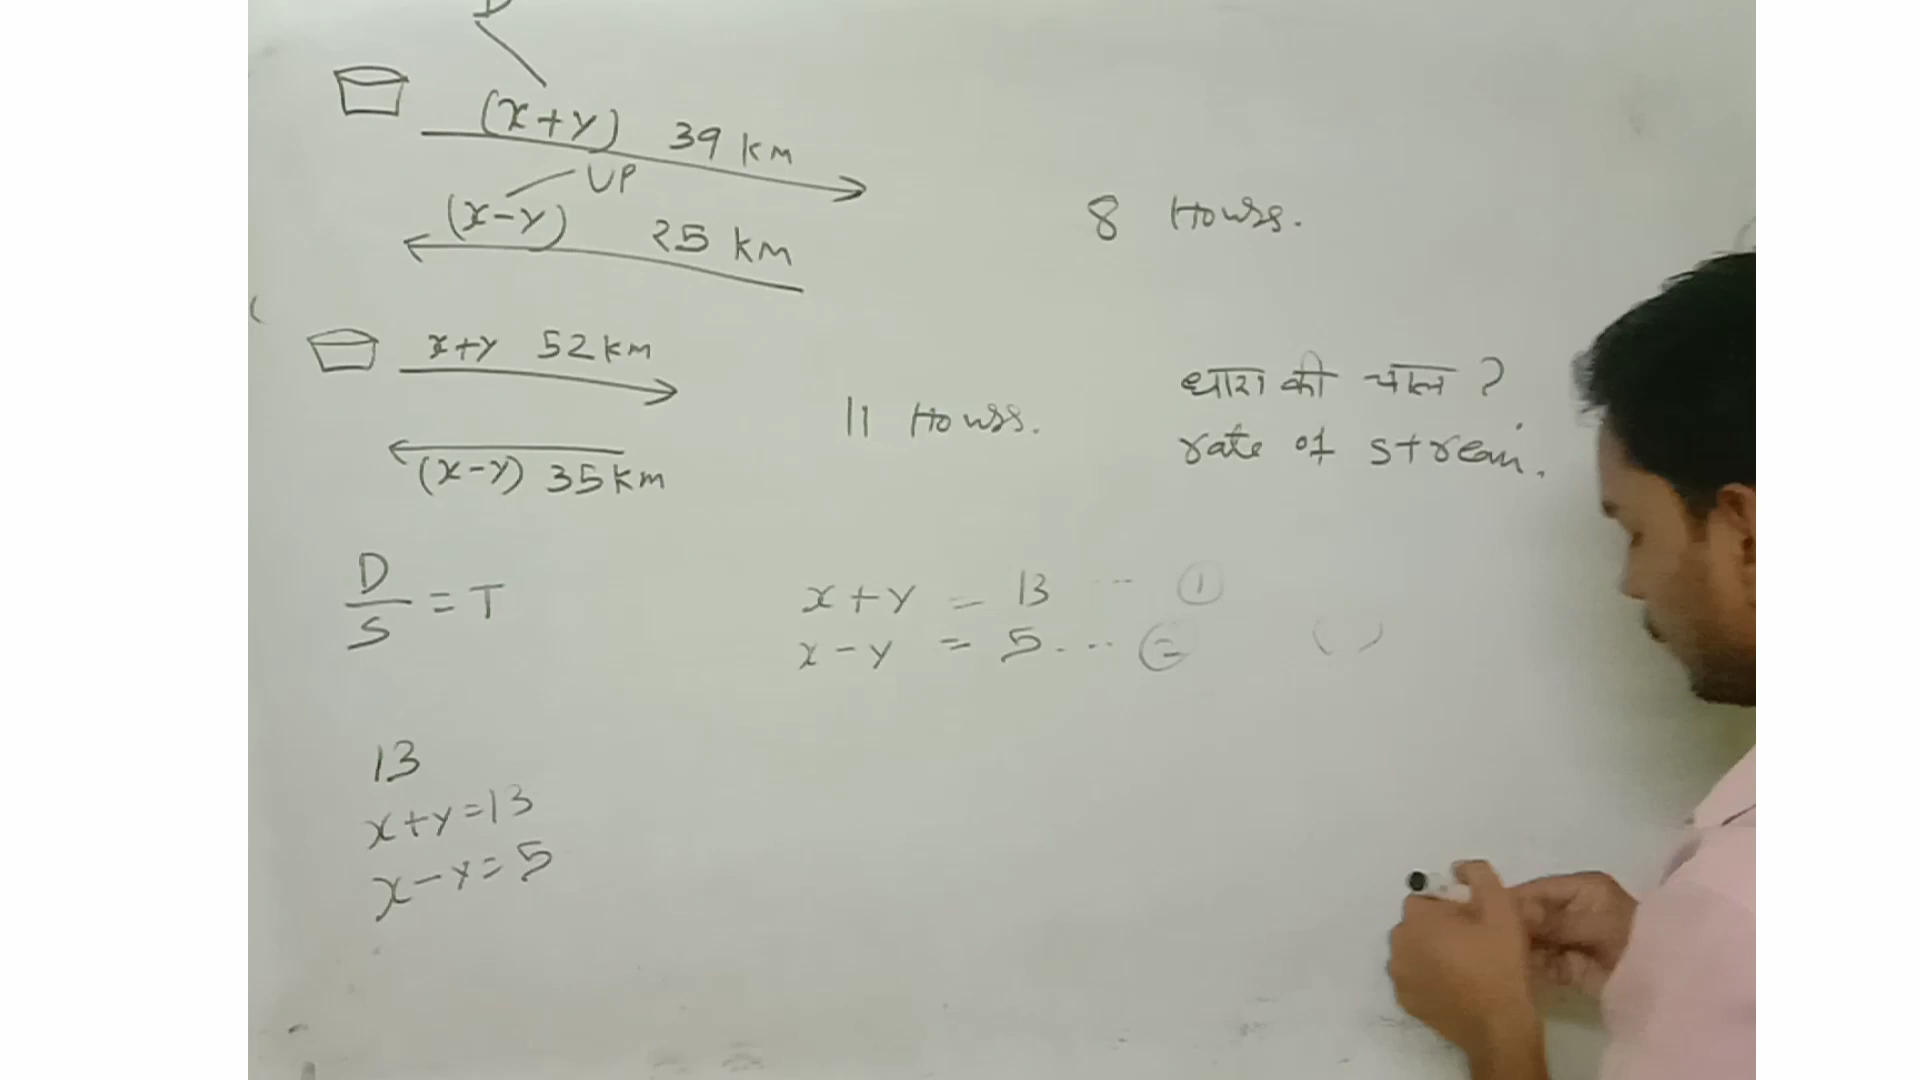 D
(x+y) 39 km
UP
(x-y) 25 km
8 Hours.
x+y 52 km
11 Hours.
(x-y) 35 km
धारा की चाल ?
rate of stream.
D/S = T
x+y = 13 ... ①
x-y = 5 ... ②
( )
13
x+y=13
x-y=5